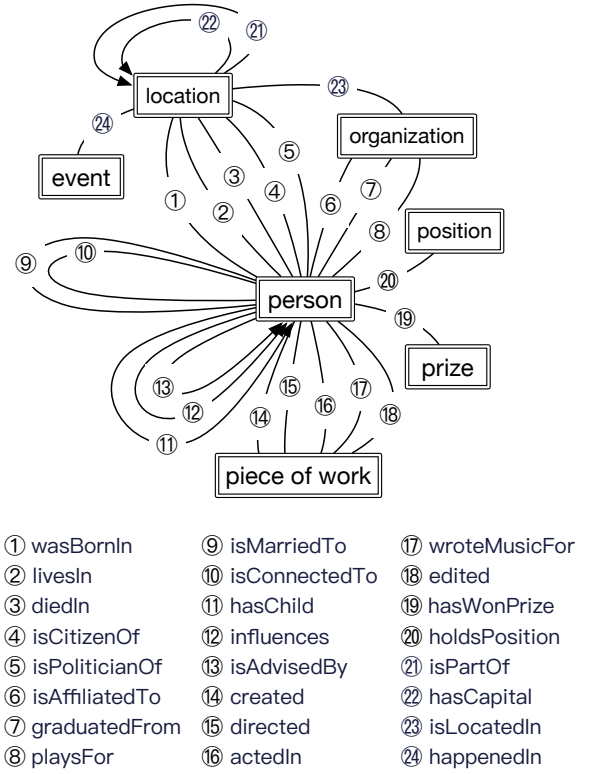 ㉒
㉑
location
㉓
㉔
organization
event
⑤
③
④
⑥
⑦
①
②
⑧
position
⑨
⑩
⑳
person
⑲
prize
⑬
⑮
⑰
⑫
⑯
⑭
⑱
⑪
piece of work
① wasBornIn
② livesIn
③ diedIn
④ isCitizenOf
⑤ isPoliticianOf
⑥ isAffiliatedTo
⑦ graduatedFrom
⑧ playsFor
⑨ isMarriedTo
⑩ isConnectedTo
⑪ hasChild
⑫ influences
⑬ isAdvisedBy
⑭ created
⑮ directed
⑯ actedIn
⑰ wroteMusicFor
⑱ edited
⑲ hasWonPrize
⑳ holdsPosition
㉑ isPartOf
㉒ hasCapital
㉓ isLocatedIn
㉔ happenedIn